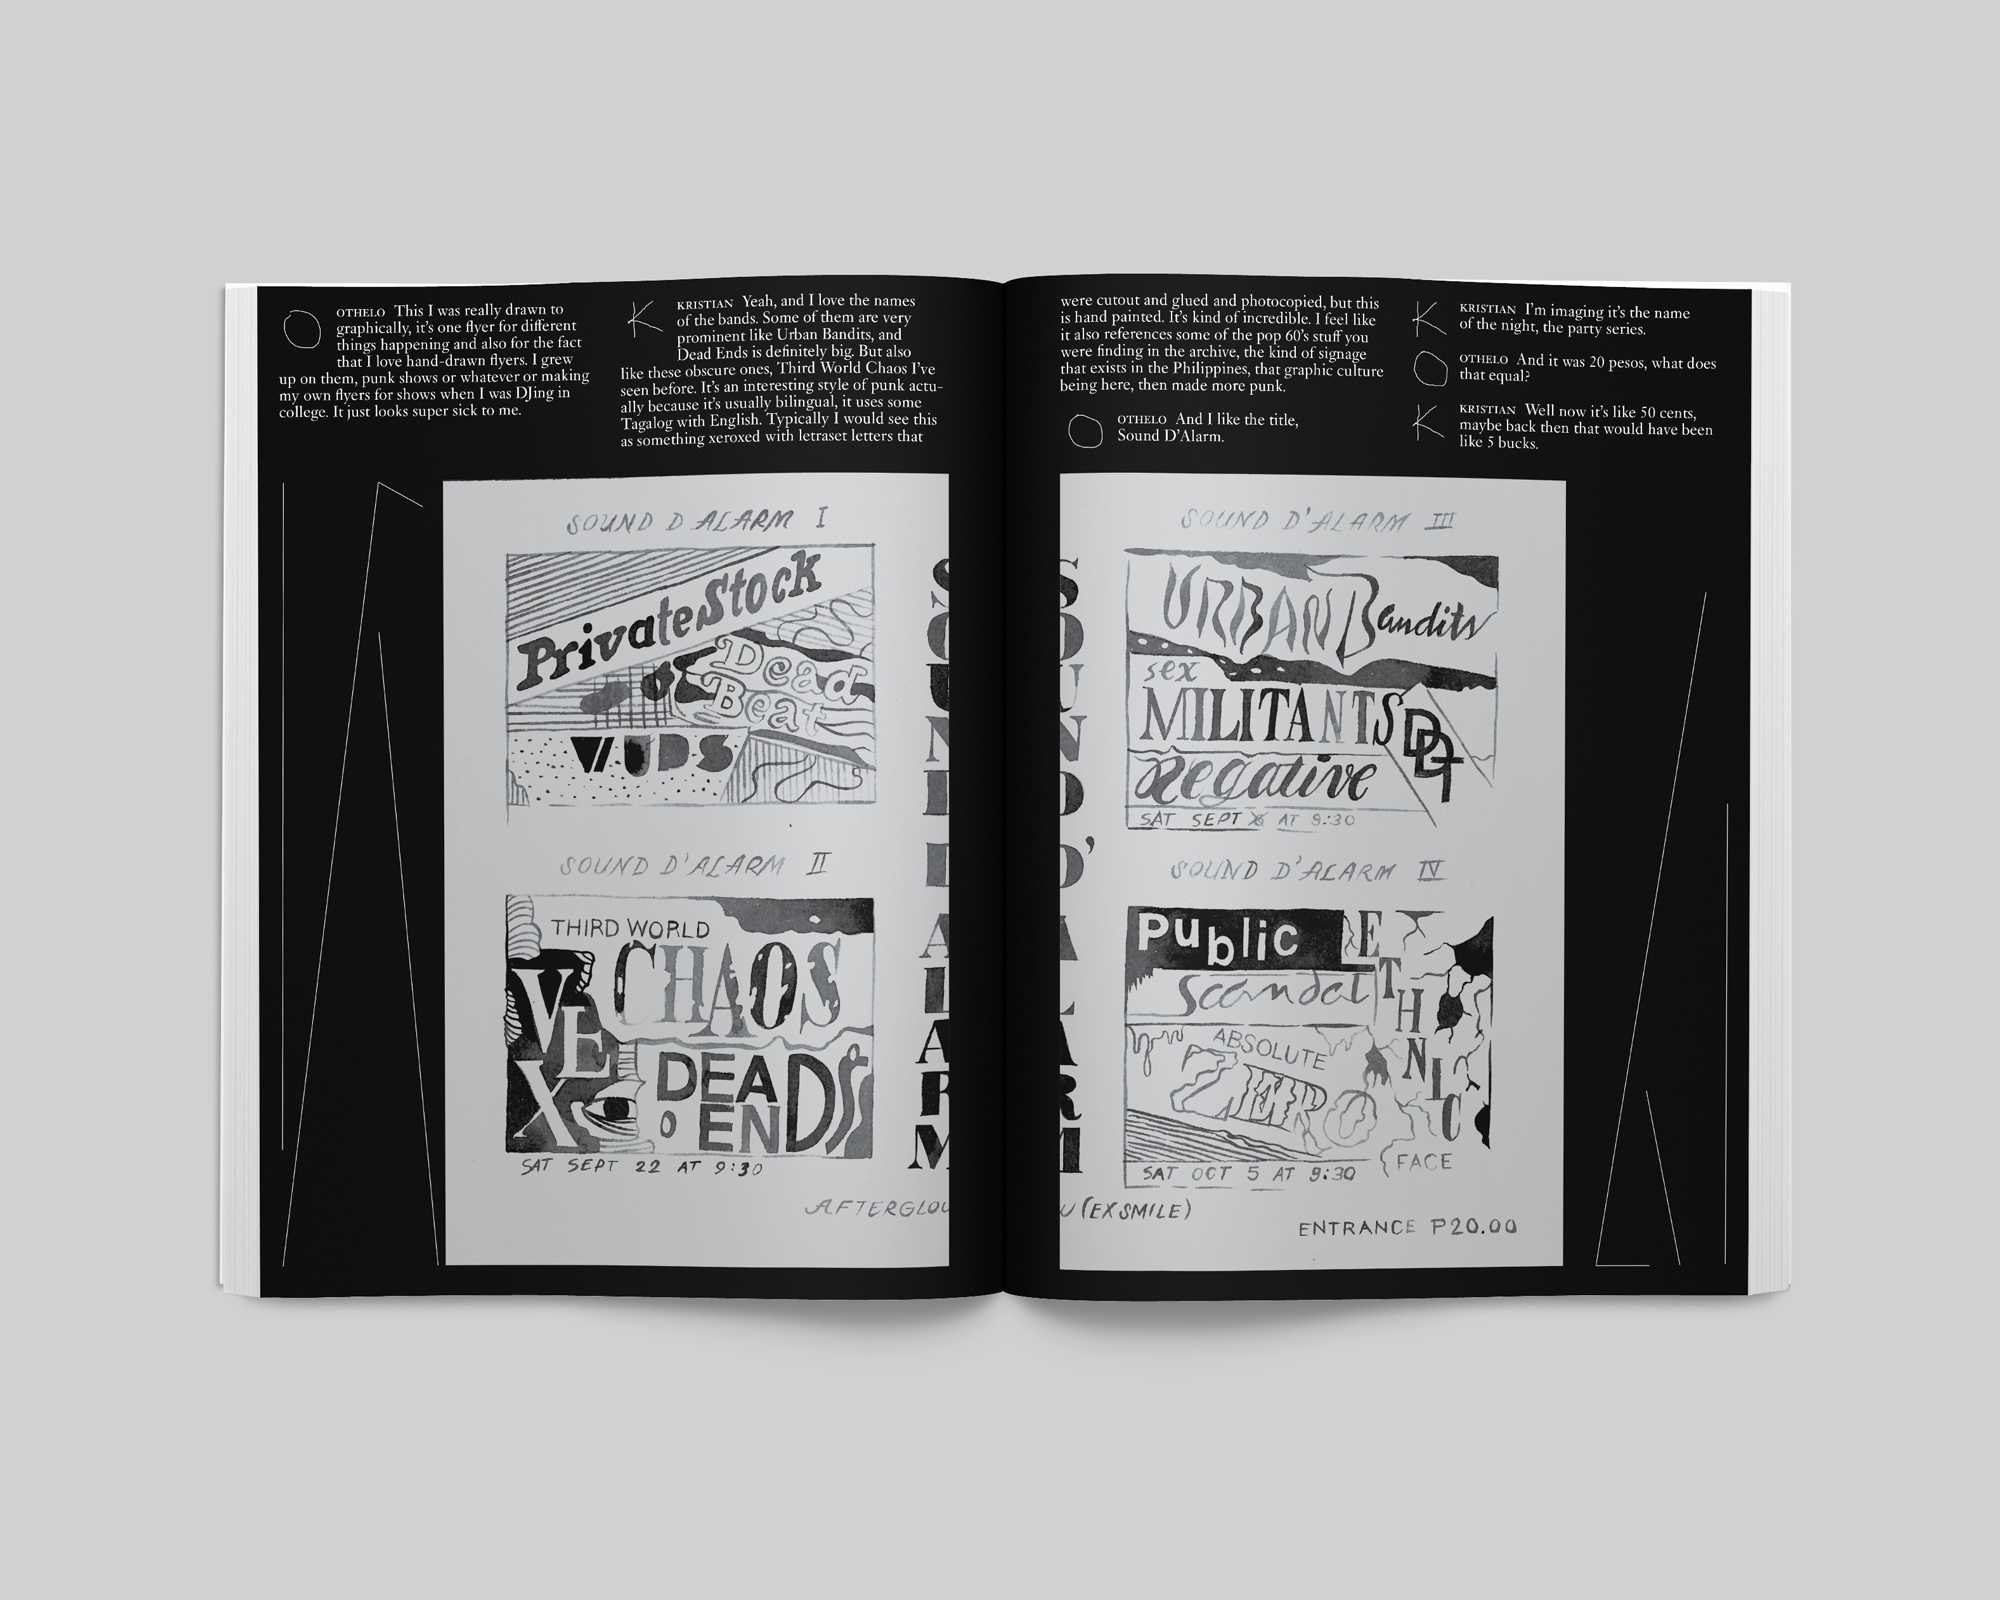 OTHELO This I was really drawn to
graphically, it's one flyer for different
things happening and also for the fact
that I love hand-drawn flyers. I grew
up on them, punk shows or whatever or making
my own flyers for shows when I was DJing in
college. It just looks super sick to me.
K
KRISTIAN Yeah, and I love the names
of the bands. Some of them are very
prominent like Urban Bandits, and
Dead Ends is definitely big. But also
like these obscure ones, Third World Chaos I've
seen before. It's an interesting style of punk actu-
ally because it's usually bilingual, it uses some
Tagalog with English. Typically I would see this
as something xeroxed with letraset letters that
were cutout and glued and photocopied, but this
is hand painted. It's kind of incredible. I feel like
it also references some of the pop 60's stuff you
were finding in the archive, the kind of signage
that exists in the Philippines, that graphic culture
being here, then made more punk.
O
OTHELO And I like the title,
Sound D'Alarm.
K
KRISTIAN I'm imaging it's the name
of the night, the party series.
O
OTHELO And it was 20 pesos, what does
that equal?
K
KRISTIAN Well now it's like 50 cents,
maybe back then that would have been
like 5 bucks.
SOUND D ALARM I
Private Stock
Dead
Beat
WUDS
SOUND D'ALARM II
THIRD WORLD
CHAOS
VEX
DEAD
ENDS
SAT SEPT 22 AT 9:30
SOUND D'ALARM
SOUND D'ALARM III
URBAN Bandits
sex
MILITANTS
DDT
Negative
SAT SEPT AT 9:30
SOUND D'ALARM IV
Public
Scandal
ETHNIC
FACE
ABSOLUTE
ZERO
SAT OCT 5 AT 9:30
AFTERGLOW (EX SMILE)
ENTRANCE P20.00